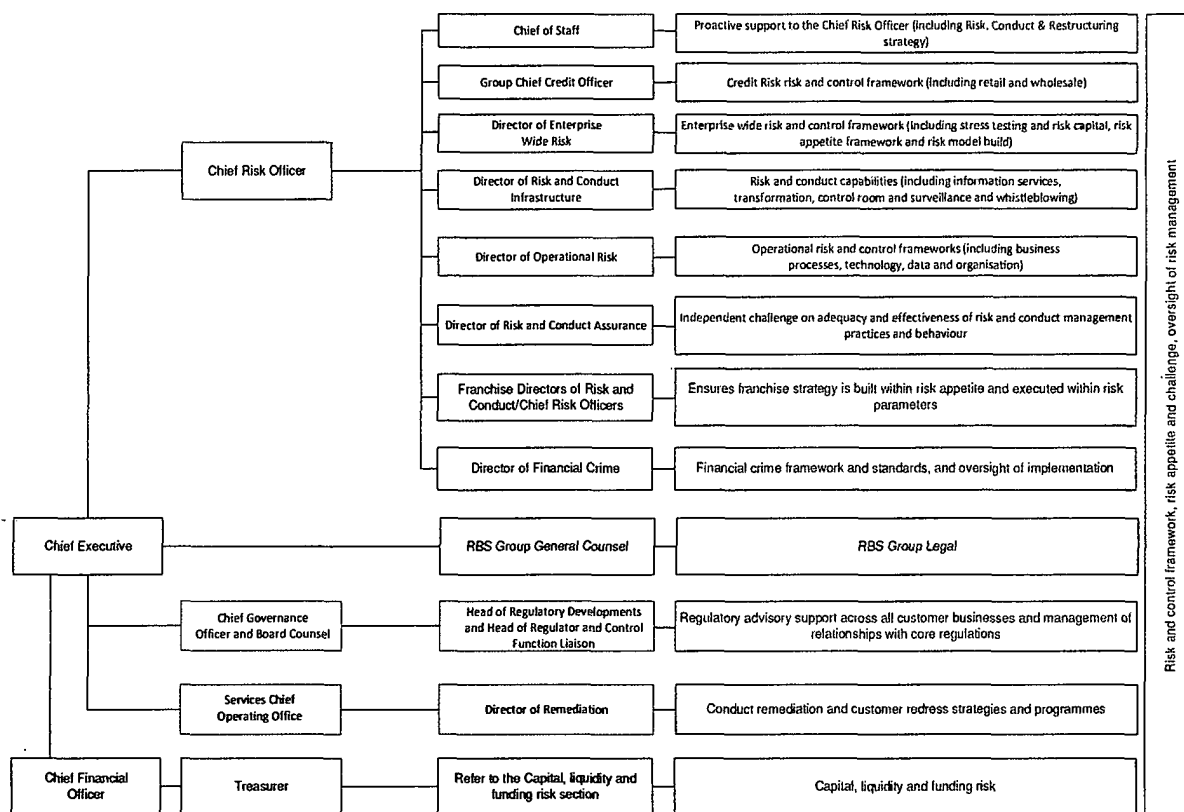 Chief of Staff
Proactive support to the Chief Risk Officer (including Risk, Conduct & Restructuring
strategy)
Group Chief Credit Officer
Credit Risk risk and control framework (including retail and wholesale)
Director of Enterprise
Wide Risk
Enterprise wide risk and control framework (including stress testing and risk capital, risk
appetite framework and risk model build)
Chief Risk Officer
Director of Risk and Conduct
Infrastructure
Risk and conduct capabilities (including information services,
transformation, control room and surveillance and whistleblowing)
Director of Operational Risk
Operational risk and control frameworks (including business
processes, technology, data and organisation)
Director of Risk and Conduct Assurance
Independent challenge on adequacy and effectiveness of risk and conduct management
practices and behaviour
Franchise Directors of Risk and
Conduct/Chief Risk Officers
Ensures franchise strategy is built within risk appetite and executed within risk
parameters
Director of Financial Crime
Financial crime framework and standards, and oversight of implementation
Chief Executive
RBS Group General Counsel
RBS Group Legal
Chief Governance
Officer and Board Counsel
Head of Regulatory Developments
and Head of Regulator and Control
Function Liaison
Regulatory advisory support across all customer businesses and management of
relationships with core regulations
Services Chief
Operating Office
Director of Remediation
Conduct remediation and customer redress strategies and programmes
Chief Financial
Officer
Treasurer
Refer to the Capital, liquidity and
funding risk section
Capital, liquidity and funding risk
Risk and control framework, risk appetite and challenge, oversight of risk management